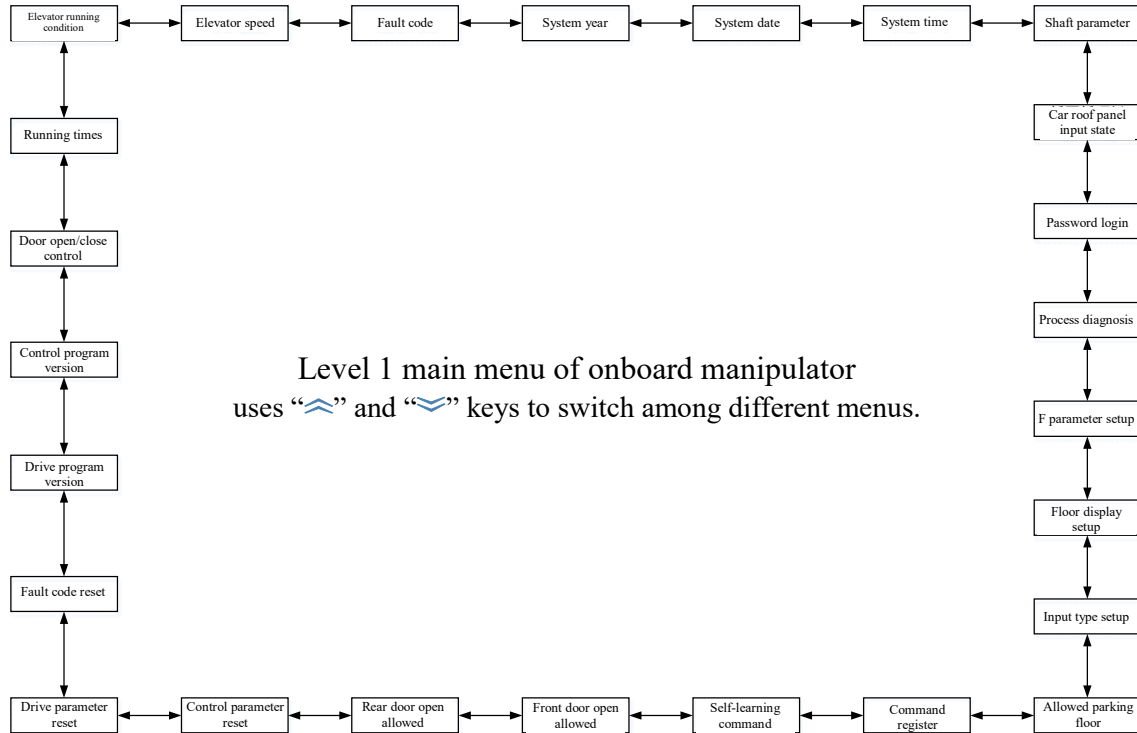 Elevator running
condition
Elevator speed
Fault code
System year
System date
System time
Shaft parameter
Running times
Car roof panel
input state
Door open/close
control
Password login
Control program
version
Process diagnosis
Level 1 main menu of onboard manipulator
uses “︽” and “︾” keys to switch among different menus.
F parameter setup
Drive program
version
Floor display
setup
Fault code reset
Input type setup
Drive parameter
reset
Control parameter
reset
Rear door open
allowed
Front door open
allowed
Self-learning
command
Command
register
Allowed parking
floor